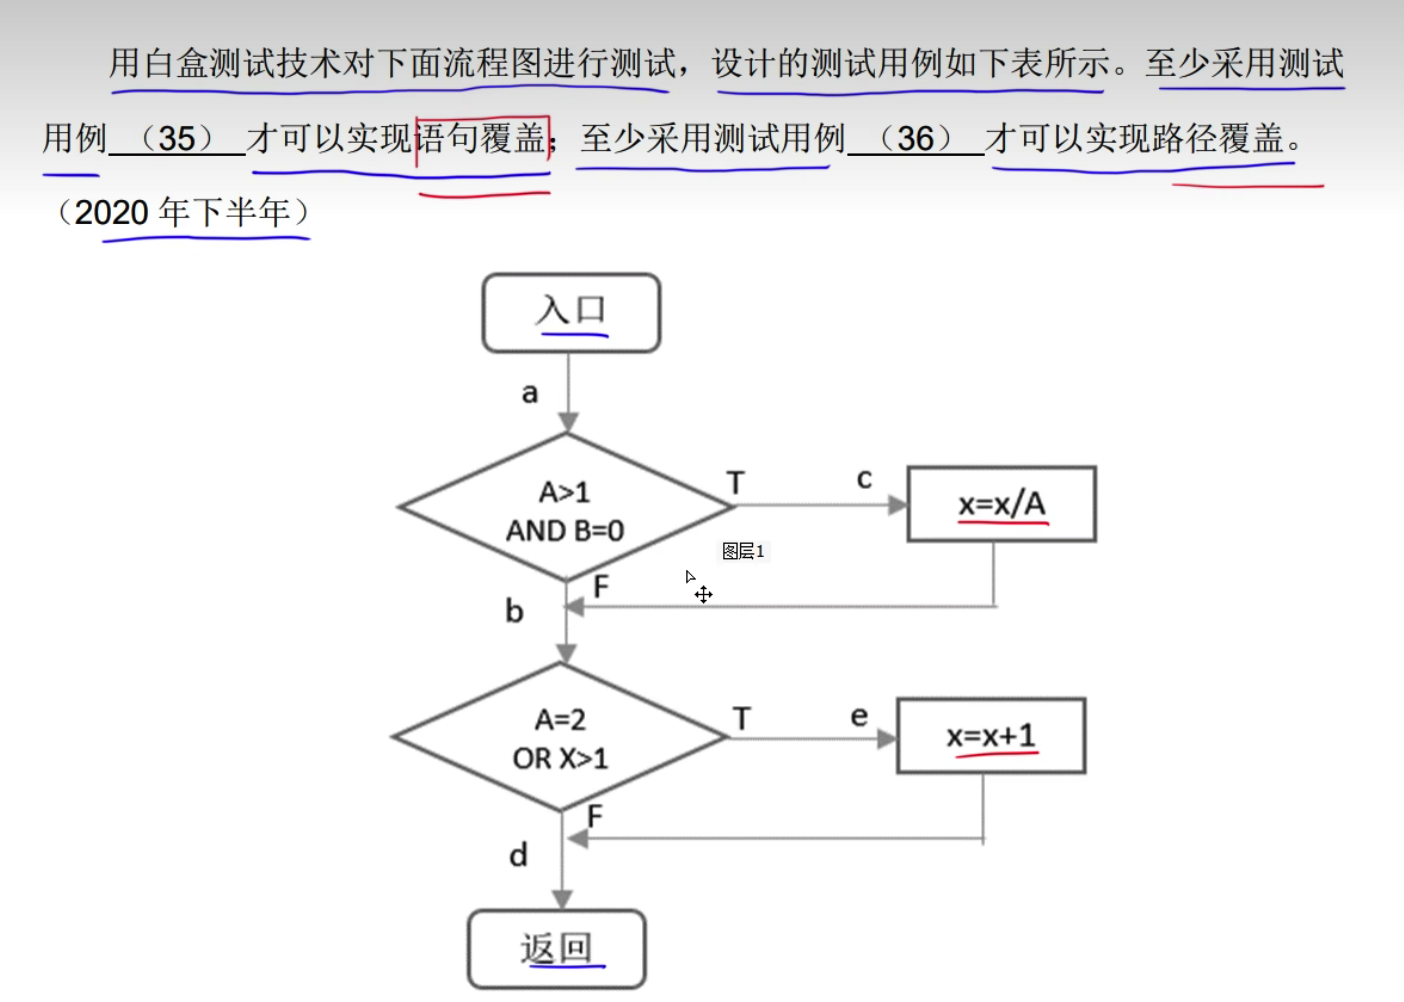 用白盒测试技术对下面流程图进行测试，设计的测试用例如下表所示。至少采用测试
用例 （35） 才可以实现语句覆盖；至少采用测试用例 （36） 才可以实现路径覆盖。
（2020 年下半年）
入口
a
A>1
AND B=0
T
c
x=x/A
图层1
F
b
A=2
OR X>1
T
e
x=x+1
F
d
返回